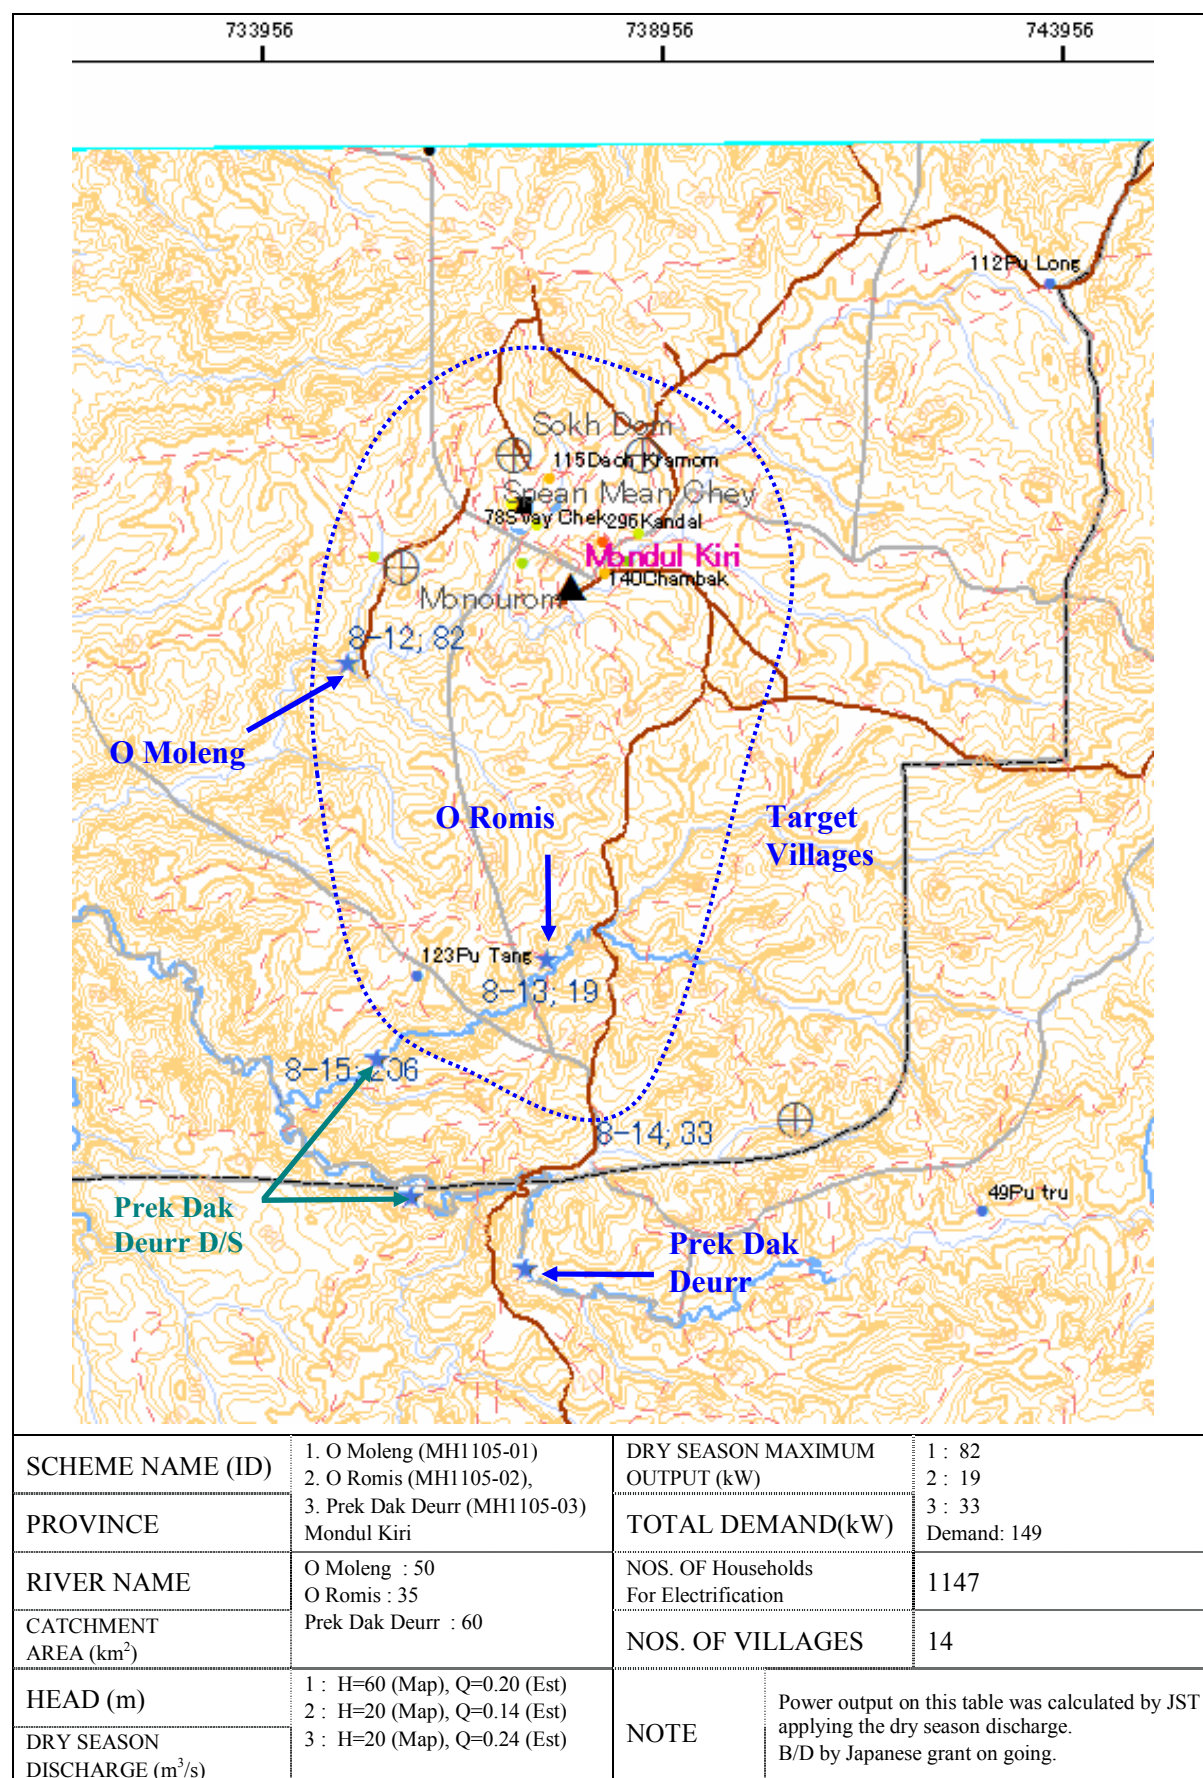 733956 738956 743956
112Pu Long
Sokh Dom
115Daoh Kramom
Spean Mean Chey
78Svay Chek 296Kandal
Mondul Kiri
140Chambak
Monourom
8-12; 82
O Moleng
O Romis
Target
Villages
123Pu Tang
8-13; 19
8-15; 206
8-14; 33
49Pu tru
Prek Dak
Deurr D/S
Prek Dak
Deurr
SCHEME NAME (ID)
1. O Moleng (MH1105-01)
2. O Romis (MH1105-02),
3. Prek Dak Deurr (MH1105-03)
PROVINCE
Mondul Kiri
DRY SEASON MAXIMUM
OUTPUT (kW)
1 : 82
2 : 19
3 : 33
TOTAL DEMAND(kW)
Demand: 149
RIVER NAME
CATCHMENT
AREA (km²)
O Moleng : 50
O Romis : 35
Prek Dak Deurr : 60
NOS. OF Households
For Electrification
1147
NOS. OF VILLAGES
14
HEAD (m)
DRY SEASON
DISCHARGE (m³/s)
1 : H=60 (Map), Q=0.20 (Est)
2 : H=20 (Map), Q=0.14 (Est)
3 : H=20 (Map), Q=0.24 (Est)
NOTE
Power output on this table was calculated by JST
applying the dry season discharge.
B/D by Japanese grant on going.